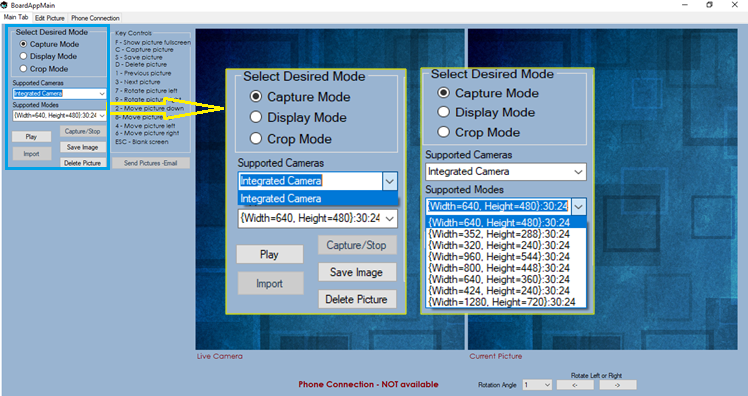 BoardAppMain
Main Tab Edit Picture Phone Connection
Select Desired Mode
Capture Mode
Display Mode
Crop Mode
Supported Cameras
Integrated Camera
Supported Modes
{Width=640, Height=480}:30:24
Play
Capture/Stop
Save Image
Import
Delete Picture
Key Controls
F - Show picture fullscreen
C - Capture picture
S - Save picture
D - Delete picture
1 - Previous picture
3 - Next picture
7 - Rotate picture left
9 - Rotate picture
2 - Move picture down
8- Move picture
4 - Move picture left
6 - Move picture right
ESC - Blank screen
Send Pictures -Email
Select Desired Mode
Capture Mode
Display Mode
Crop Mode
Supported Cameras
Integrated Camera
Integrated Camera
{Width=640, Height=480}:30:24
Play
Capture/Stop
Save Image
Import
Delete Picture
Select Desired Mode
Capture Mode
Display Mode
Crop Mode
Supported Cameras
Integrated Camera
Supported Modes
{Width=640, Height=480}:30:24
{Width=640, Height=480}:30:24
{Width=352, Height=288}:30:24
{Width=320, Height=240}:30:24
{Width=960, Height=544}:30:24
{Width=800, Height=448}:30:24
{Width=640, Height=360}:30:24
{Width=424, Height=240}:30:24
{Width=1280, Height=720}:30:24
Live Camera
Current Picture
Phone Connection - NOT available
Rotation Angle
1
Rotate Left or Right
<-
->